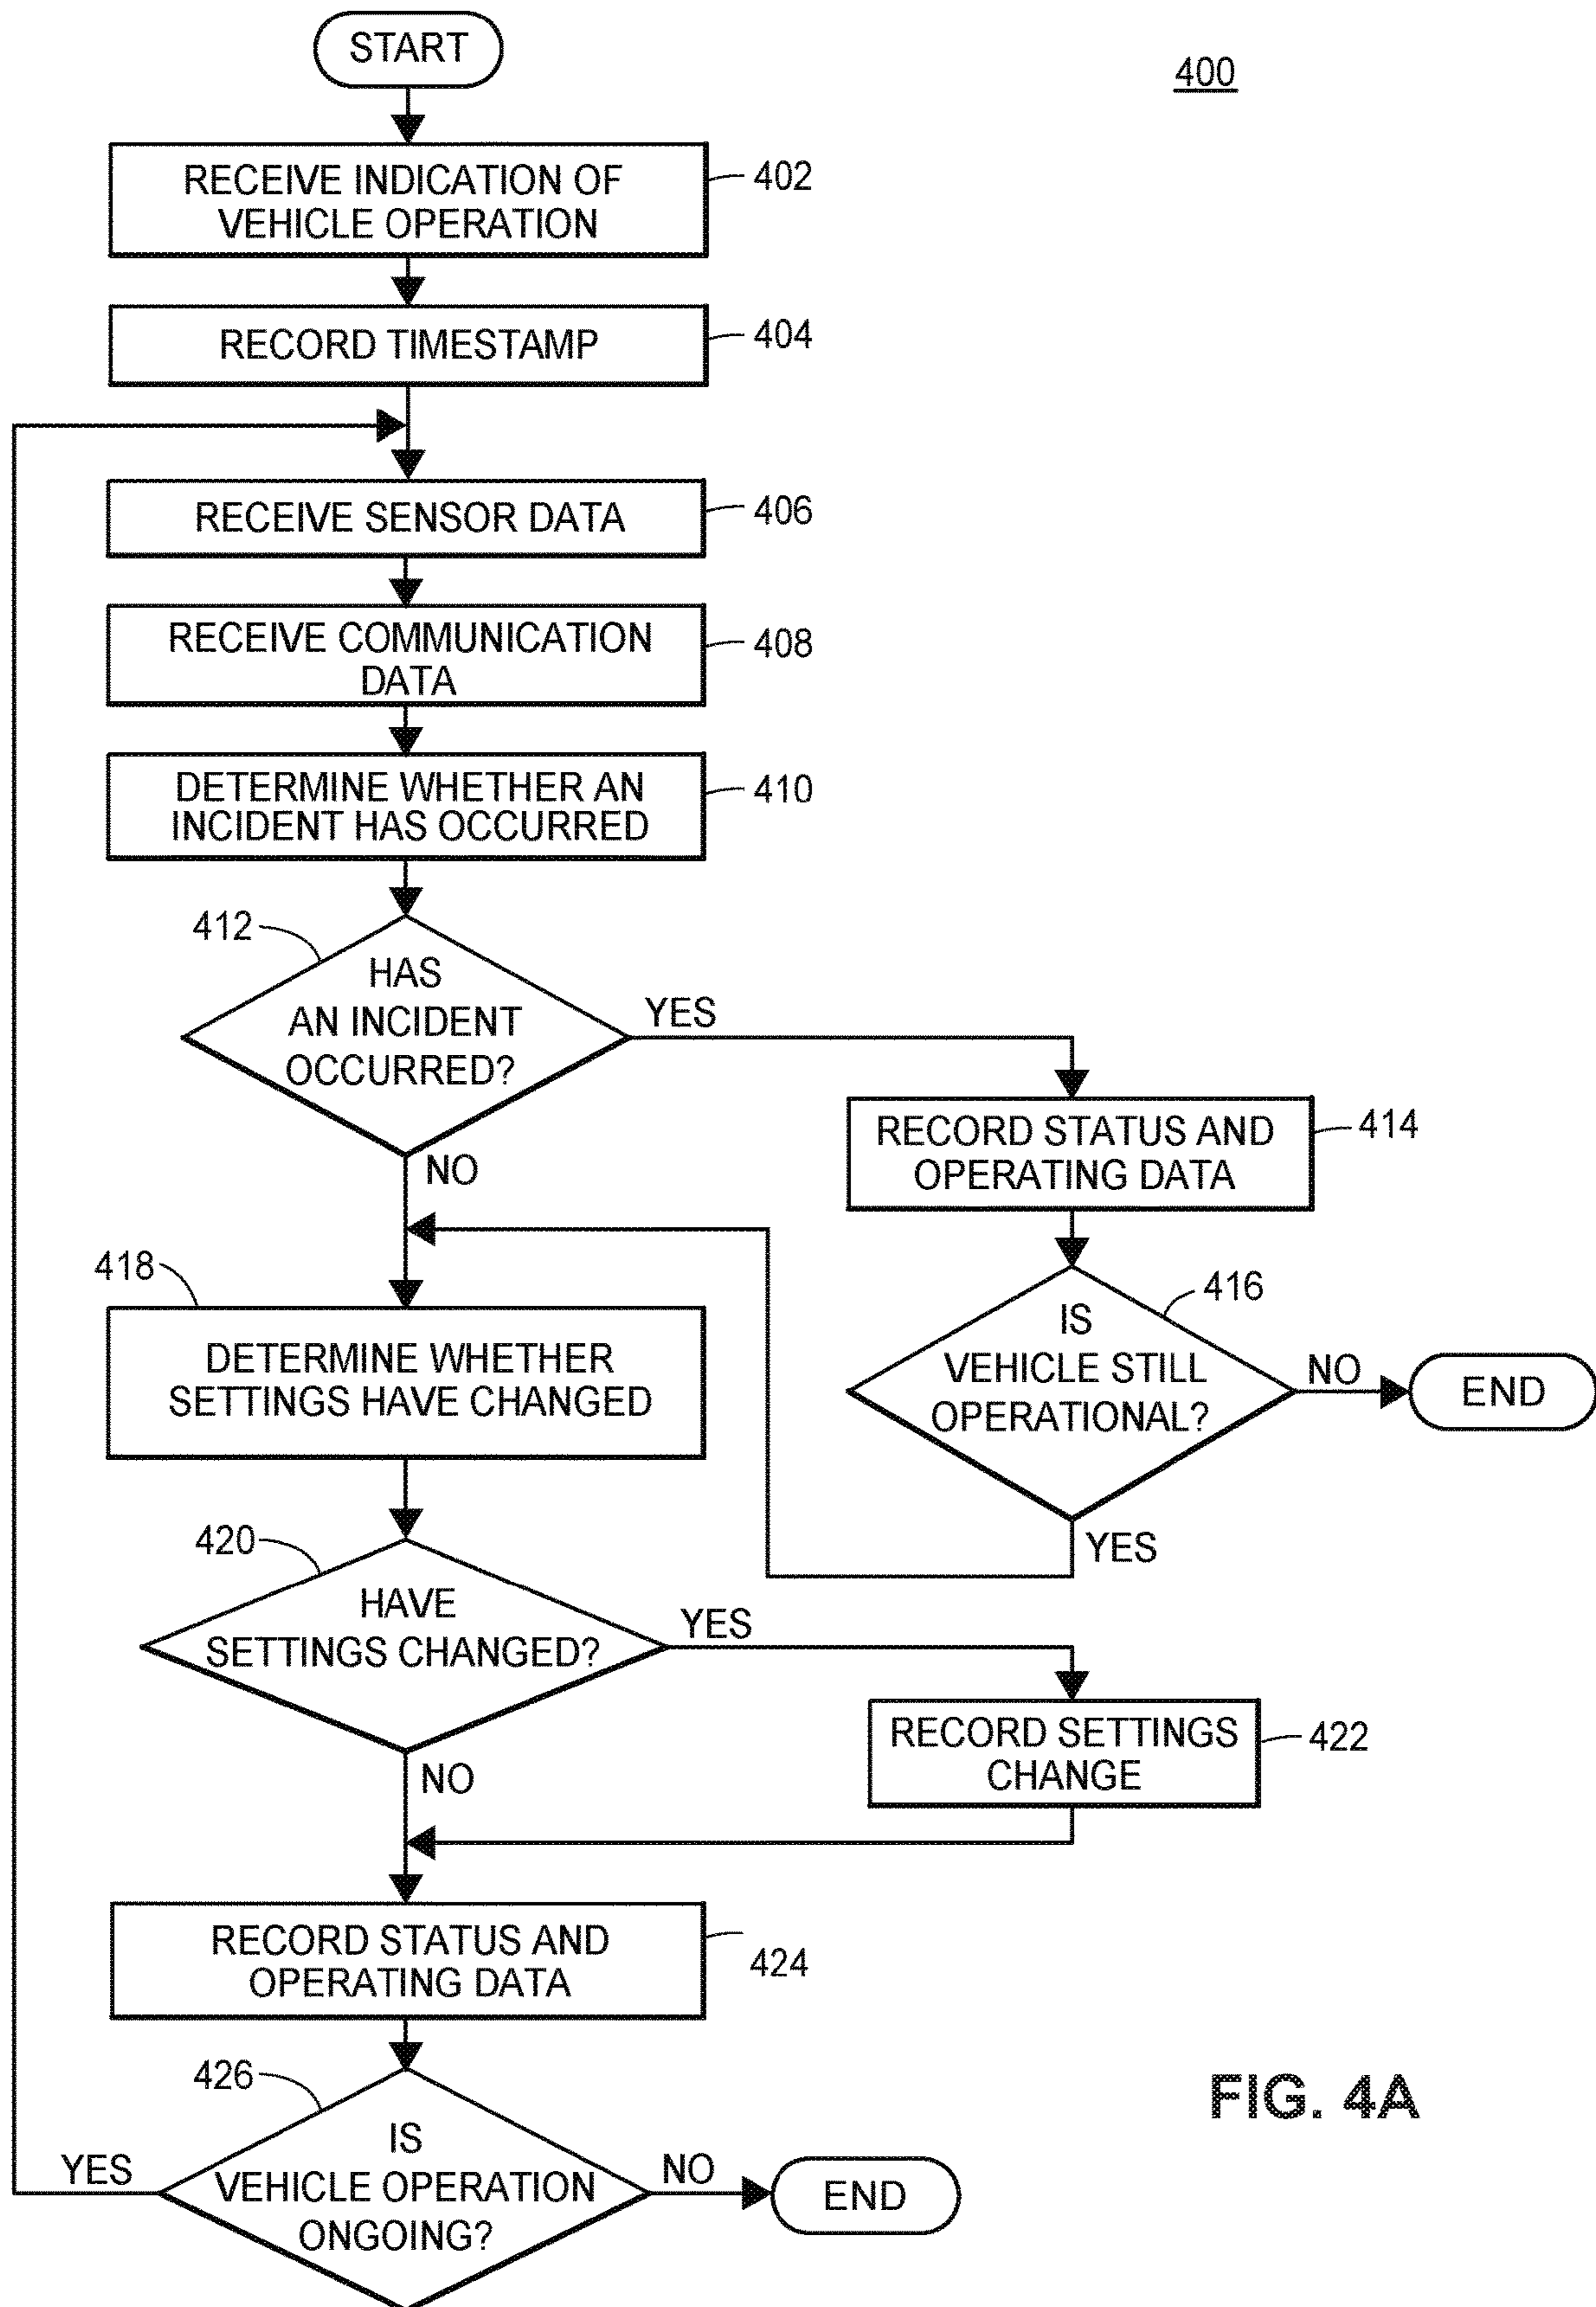 START
400
RECEIVE INDICATION OF
VEHICLE OPERATION
402
RECORD TIMESTAMP
404
RECEIVE SENSOR DATA
406
RECEIVE COMMUNICATION
DATA
408
DETERMINE WHETHER AN
INCIDENT HAS OCCURRED
410
412
HAS
AN INCIDENT
OCCURRED?
YES
NO
RECORD STATUS AND
OPERATING DATA
414
416
IS
VEHICLE STILL
OPERATIONAL?
NO
END
YES
418
DETERMINE WHETHER
SETTINGS HAVE CHANGED
420
HAVE
SETTINGS CHANGED?
YES
NO
RECORD SETTINGS
CHANGE
422
RECORD STATUS AND
OPERATING DATA
424
426
IS
VEHICLE OPERATION
ONGOING?
YES
NO
END
FIG. 4A